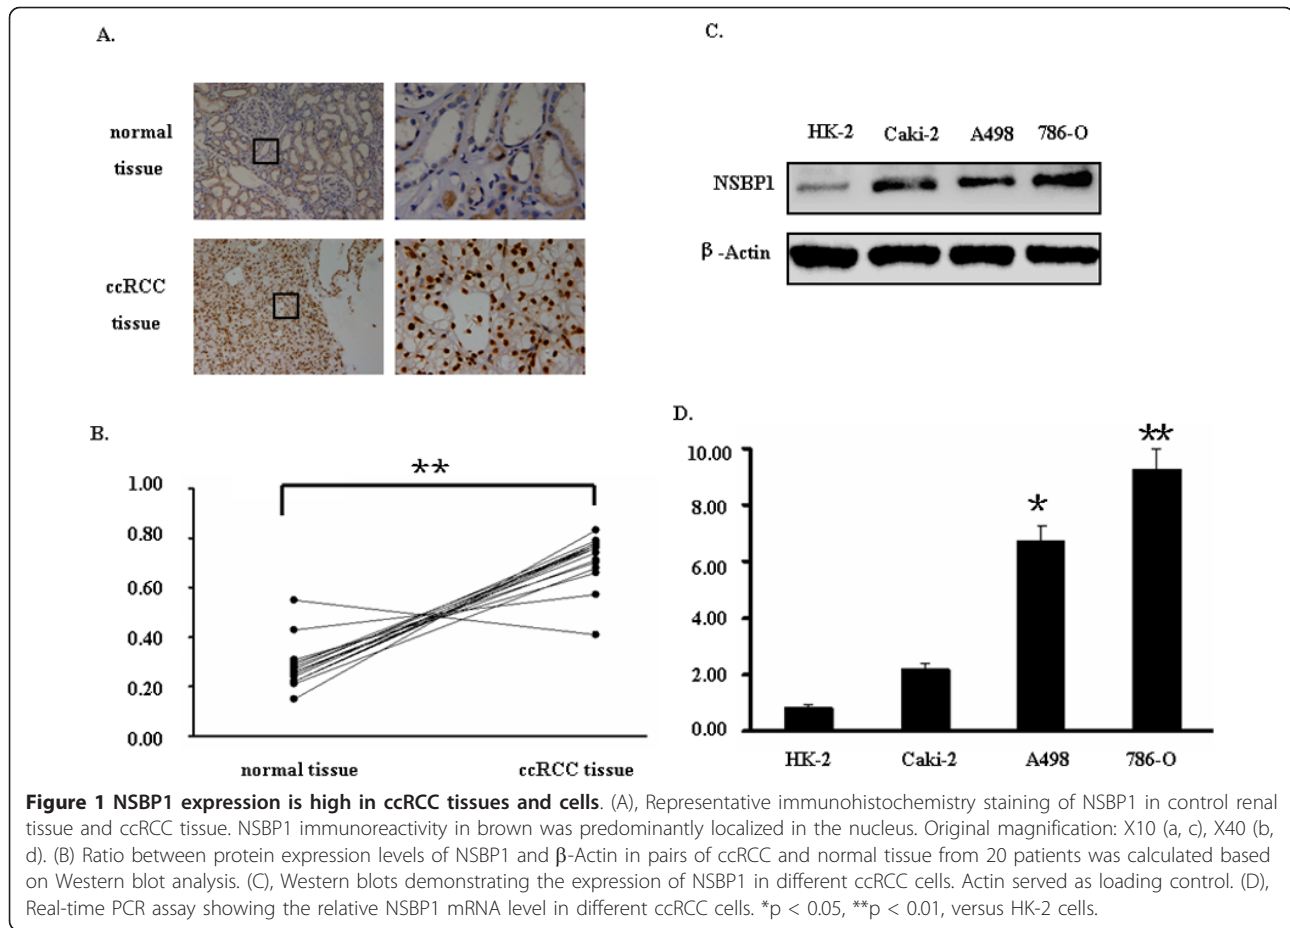 A.
normal
tissue
ccRCC
tissue
B.
**
1.00
0.80
0.60
0.40
0.20
0.00
normal tissue
ccRCC tissue
C.
HK-2 Caki-2 A498 786-O
NSBP1
β -Actin
D.
**
*
10.00
8.00
6.00
4.00
2.00
0.00
HK-2 Caki-2 A498 786-O
Figure 1 NSBP1 expression is high in ccRCC tissues and cells. (A), Representative immunohistochemistry staining of NSBP1 in control renal
tissue and ccRCC tissue. NSBP1 immunoreactivity in brown was predominantly localized in the nucleus. Original magnification: X10 (a, c), X40 (b,
d). (B) Ratio between protein expression levels of NSBP1 and β-Actin in pairs of ccRCC and normal tissue from 20 patients was calculated based
on Western blot analysis. (C), Western blots demonstrating the expression of NSBP1 in different ccRCC cells. Actin served as loading control. (D),
Real-time PCR assay showing the relative NSBP1 mRNA level in different ccRCC cells. *p < 0.05, **p < 0.01, versus HK-2 cells.